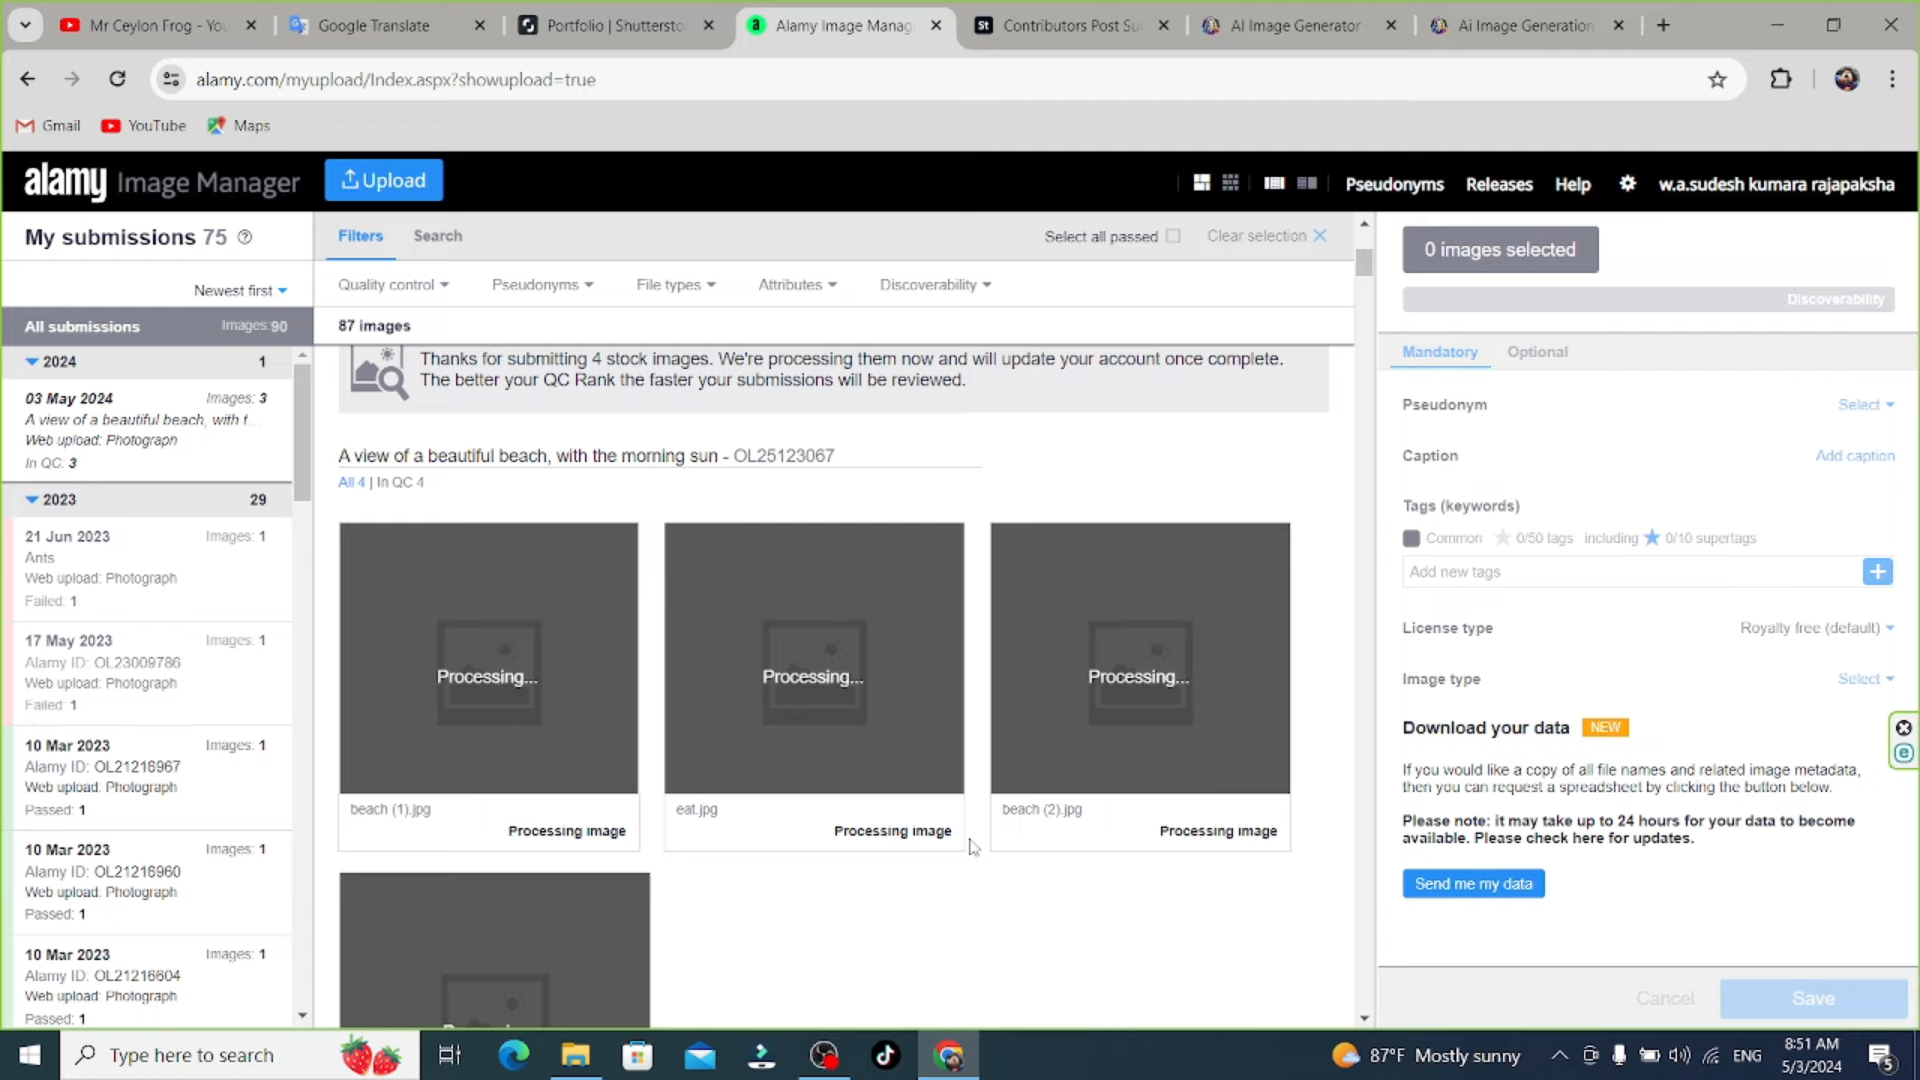 Mr Ceylon Frog - You
Google Translate
Portfolio | Shuttersto
Alamy Image Manag
Contributors Post Su
AI Image Generator -
Ai Image Generation
alamy.com/myupload/Index.aspx?showupload=true
Gmail
YouTube
Maps
alamy Image Manager
Upload
Pseudonyms
Releases
Help
w.a.sudesh kumara rajapaksha
My submissions 75
Newest first
All submissions Images:90
2024 1
03 May 2024 Images: 3
A view of a beautiful beach, with t...
Web upload: Photograph
In QC: 3
2023 29
21 Jun 2023 Images: 1
Ants
Web upload: Photograph
Failed: 1
17 May 2023 Images: 1
Alamy ID: OL23009786
Web upload: Photograph
Failed: 1
10 Mar 2023 Images: 1
Alamy ID: OL21216967
Web upload: Photograph
Passed: 1
10 Mar 2023 Images: 1
Alamy ID: OL21216960
Web upload: Photograph
Passed: 1
10 Mar 2023 Images: 1
Alamy ID: OL21216604
Web upload: Photograph
Passed: 1
Filters
Search
Select all passed
Clear selection
Quality control
Pseudonyms
File types
Attributes
Discoverability
87 images
Thanks for submitting 4 stock images. We're processing them now and will update your account once complete.
The better your QC Rank the faster your submissions will be reviewed.
A view of a beautiful beach, with the morning sun - OL25123067
All 4 | In QC 4
Processing...
Processing...
Processing...
beach (1).jpg
Processing image
eat.jpg
Processing image
beach (2).jpg
Processing image
0 images selected
Discoverability
Mandatory
Optional
Pseudonym Select
Caption Add caption
Tags (keywords)
Common 0/50 tags including 0/10 supertags
Add new tags
License type Royalty free (default)
Image type Select
Download your data NEW
If you would like a copy of all file names and related image metadata,
then you can request a spreadsheet by clicking the button below.
Please note: it may take up to 24 hours for your data to become
available. Please check here for updates.
Send me my data
Cancel
Save
Type here to search
87°F Mostly sunny
ENG
8:51 AM
5/3/2024
5